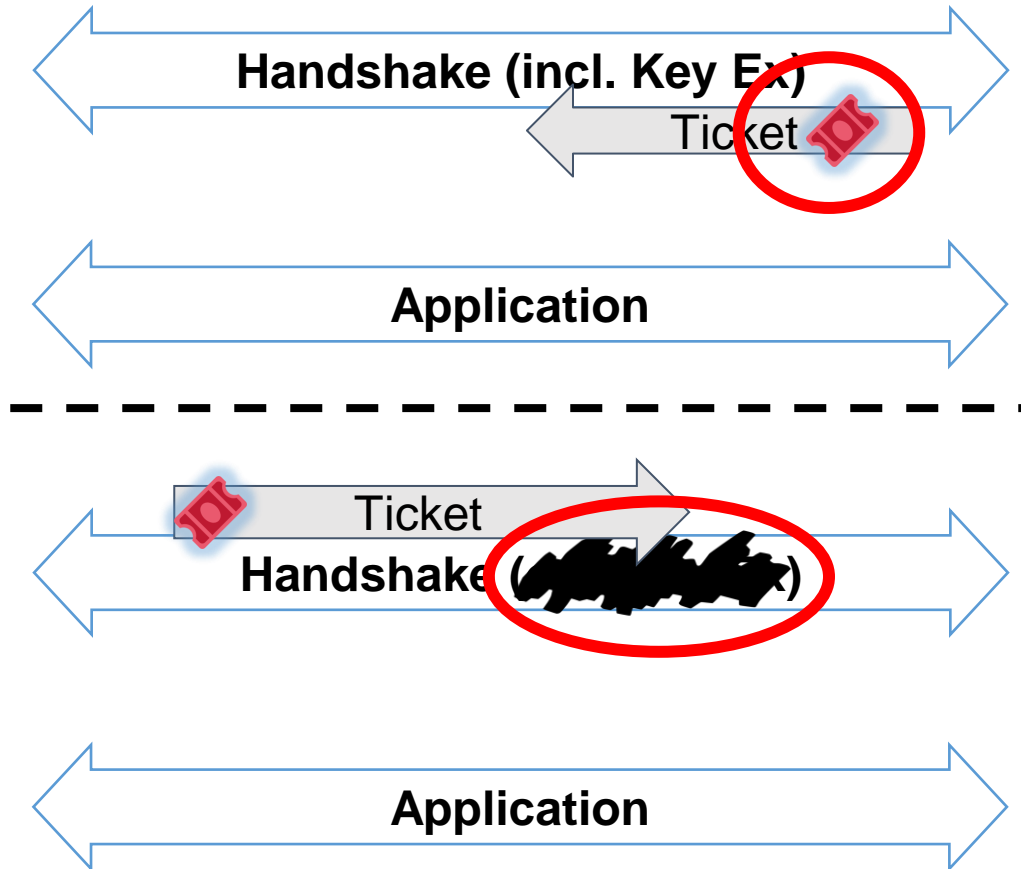 Handshake (incl. Key Ex)
Ticket
Application
Ticket
Handshake ( )
Application